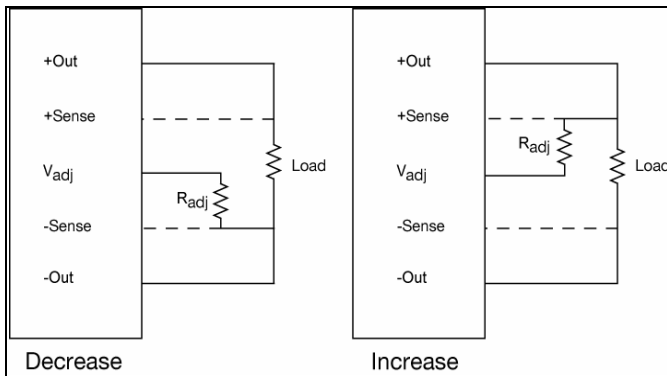 +Out
+Sense
Vadj
-Sense
-Out
Radj
Load
Decrease
+Out
+Sense
Vadj
-Sense
-Out
Radj
Load
Increase